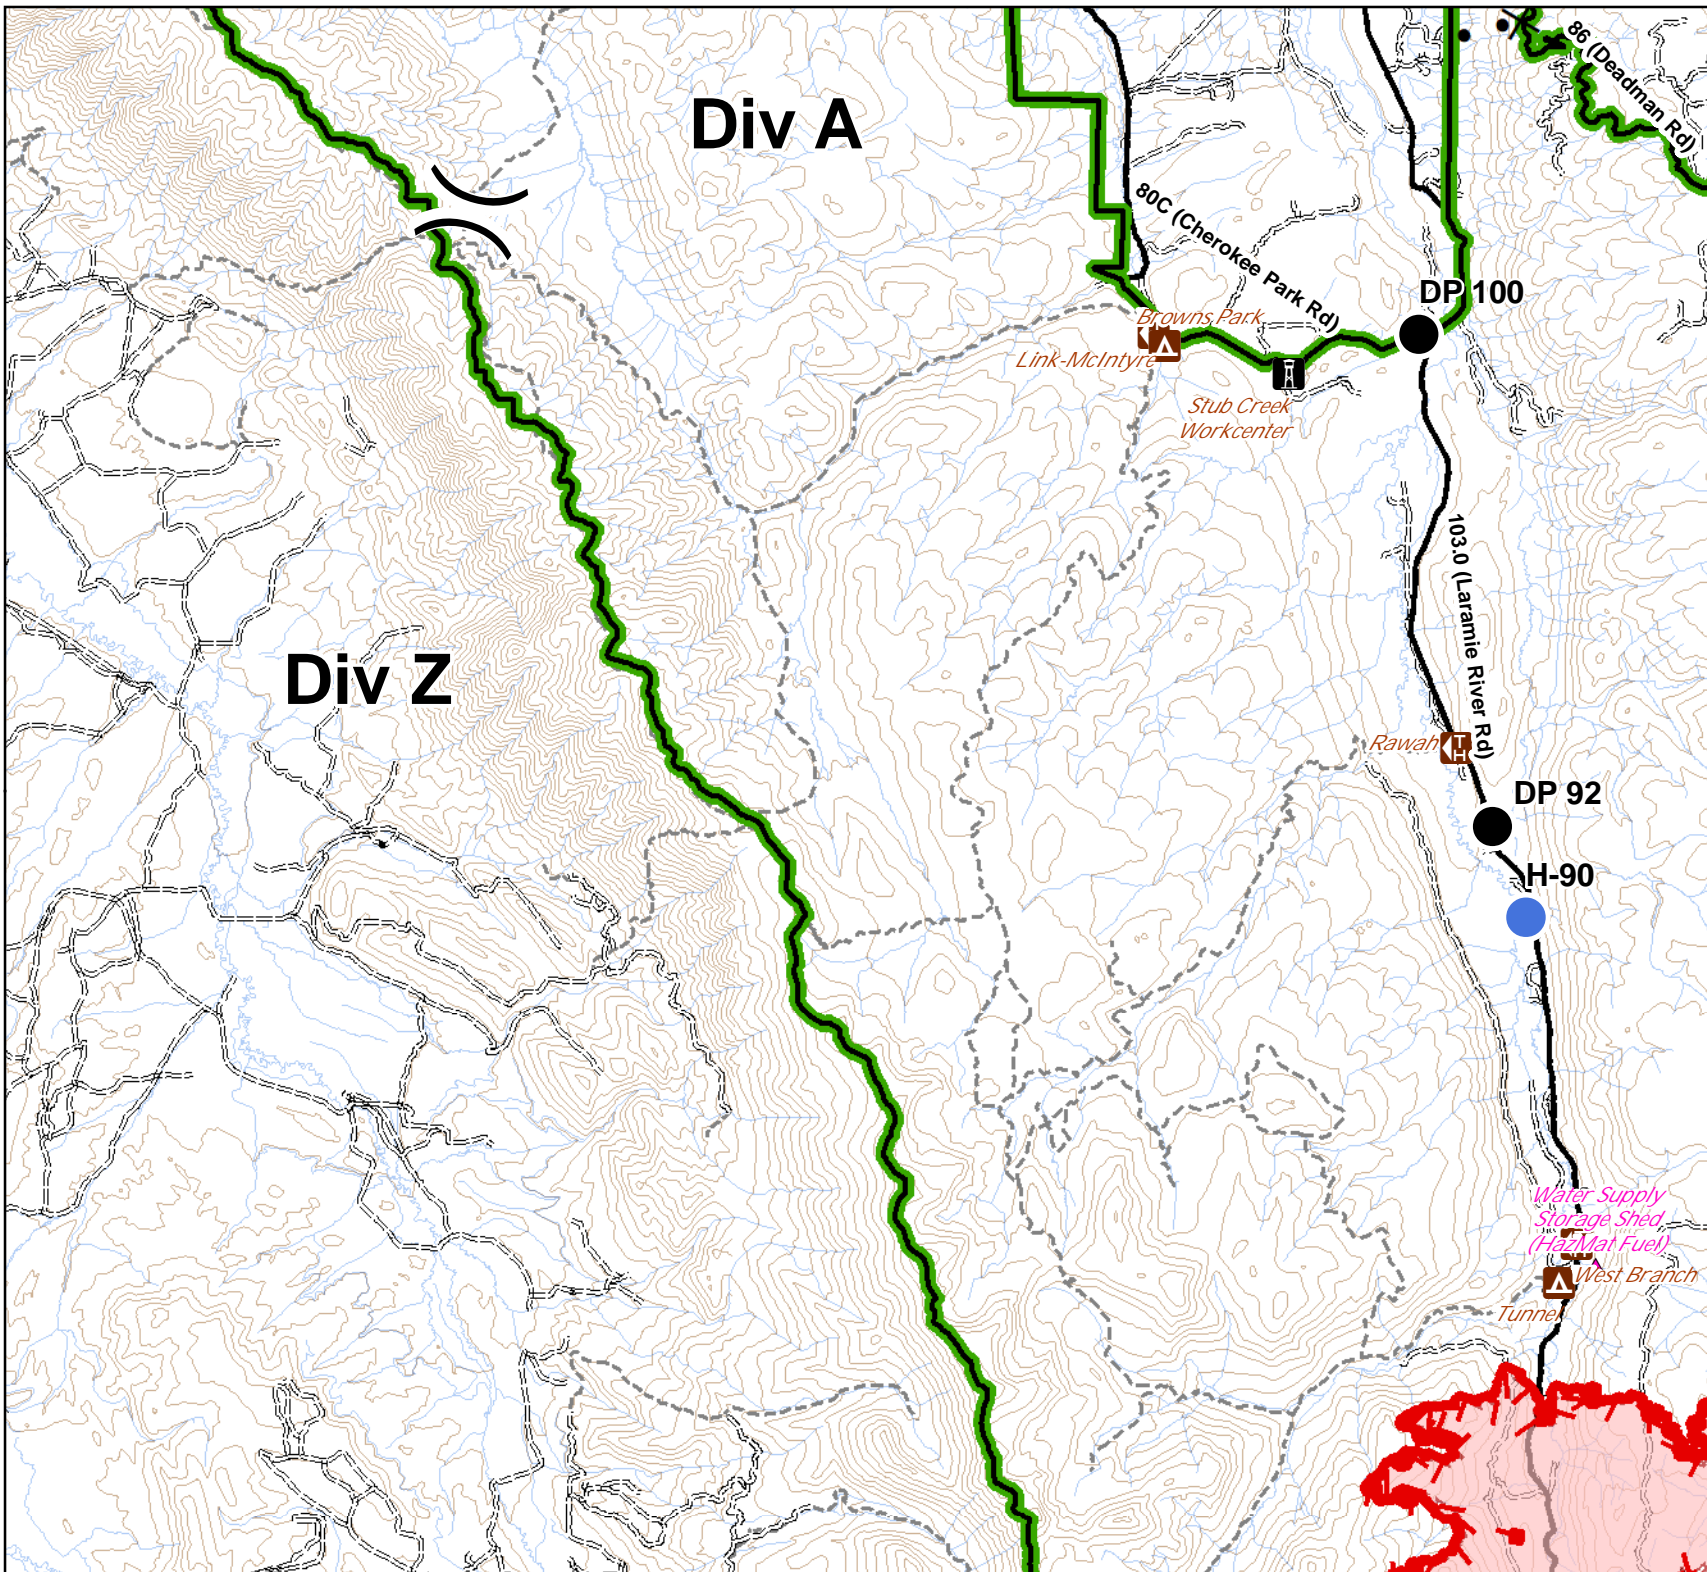 86 (Deadman Rd)
Div A
80C (Cherokee Park Rd)
DP 100
Browns Park
Link-McIntyre
Stub Creek
Workcenter
103.0 (Laramie River Rd)
Div Z
Rawah
TH
DP 92
H-90
Water Supply
Storage Shed
(HazMat Fuel)
West Branch
Tunnel